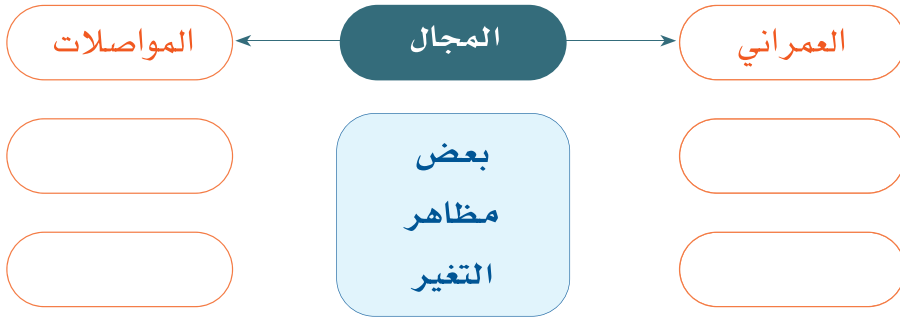 العمراني
المجال
المواصلات
بعض
مظاهر
التغير